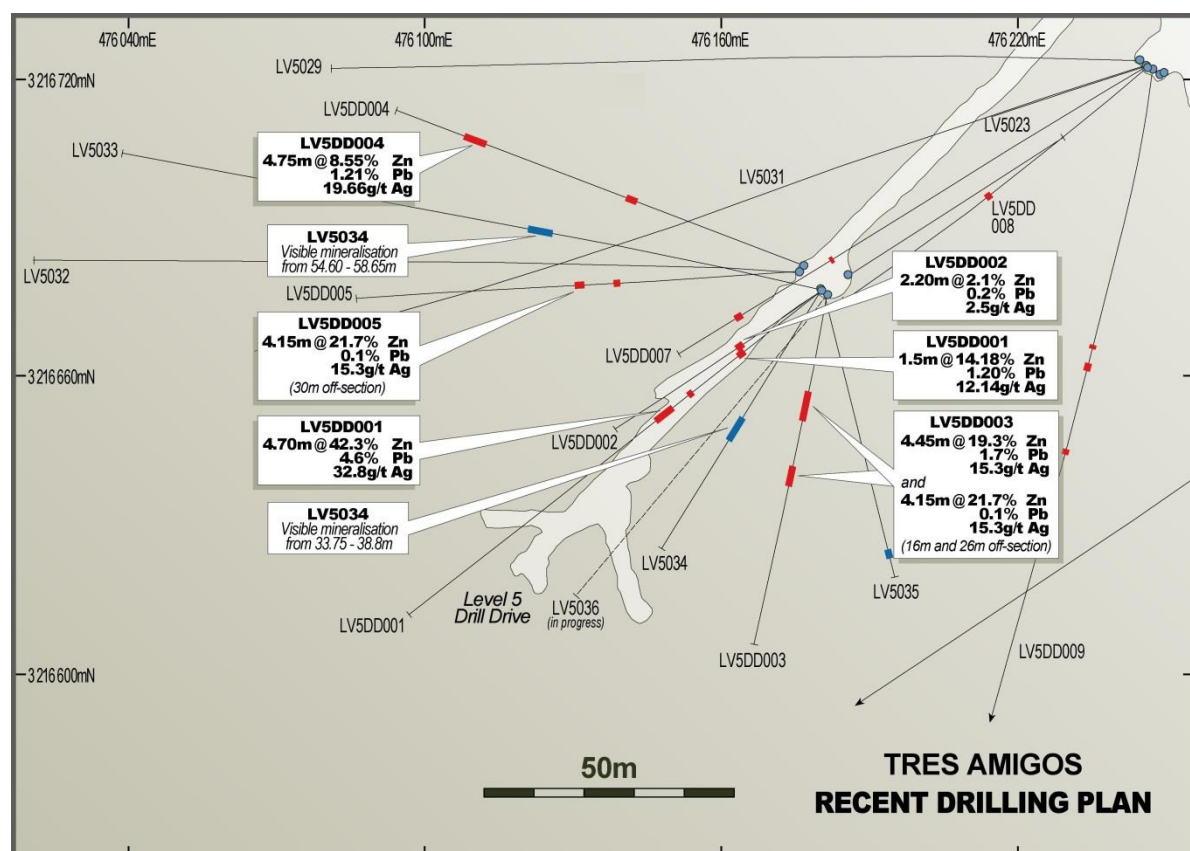 476 040mE
476 100mE
476 160mE
476 220mE
LV5029
3216 720mN
LV5DD004
LV5023
LV5033
LV5DD004
4.75m@8.55% Zn
1.21% Pb
19.66g/t Ag
LV5031
LV5DD
008
LV5034
Visible mineralisation
from 54.60 - 58.65m
LV5032
LV5DD005
LV5DD002
2.20m@2.1% Zn
0.2% Pb
2.5g/t Ag
LV5DD005
4.15m@21.7% Zn
0.1% Pb
15.3g/t Ag
(30m off-section)
LV5DD007
LV5DD001
1.5m@14.18% Zn
1.20% Pb
12.14g/t Ag
3216 660mN
LV5DD001
4.70m@42.3% Zn
4.6% Pb
32.8g/t Ag
LV5DD002
LV5DD003
4.45m@19.3% Zn
1.7% Pb
15.3g/t Ag
and
4.15m@21.7% Zn
0.1% Pb
15.3g/t Ag
(16m and 26m off-section)
LV5034
Visible mineralisation
from 33.75 - 38.8m
LV5034
LV5035
Level 5
Drill Drive
LV5036
(in progress)
LV5DD001
LV5DD003
LV5DD009
3216 600mN
50m
TRES AMIGOS
RECENT DRILLING PLAN